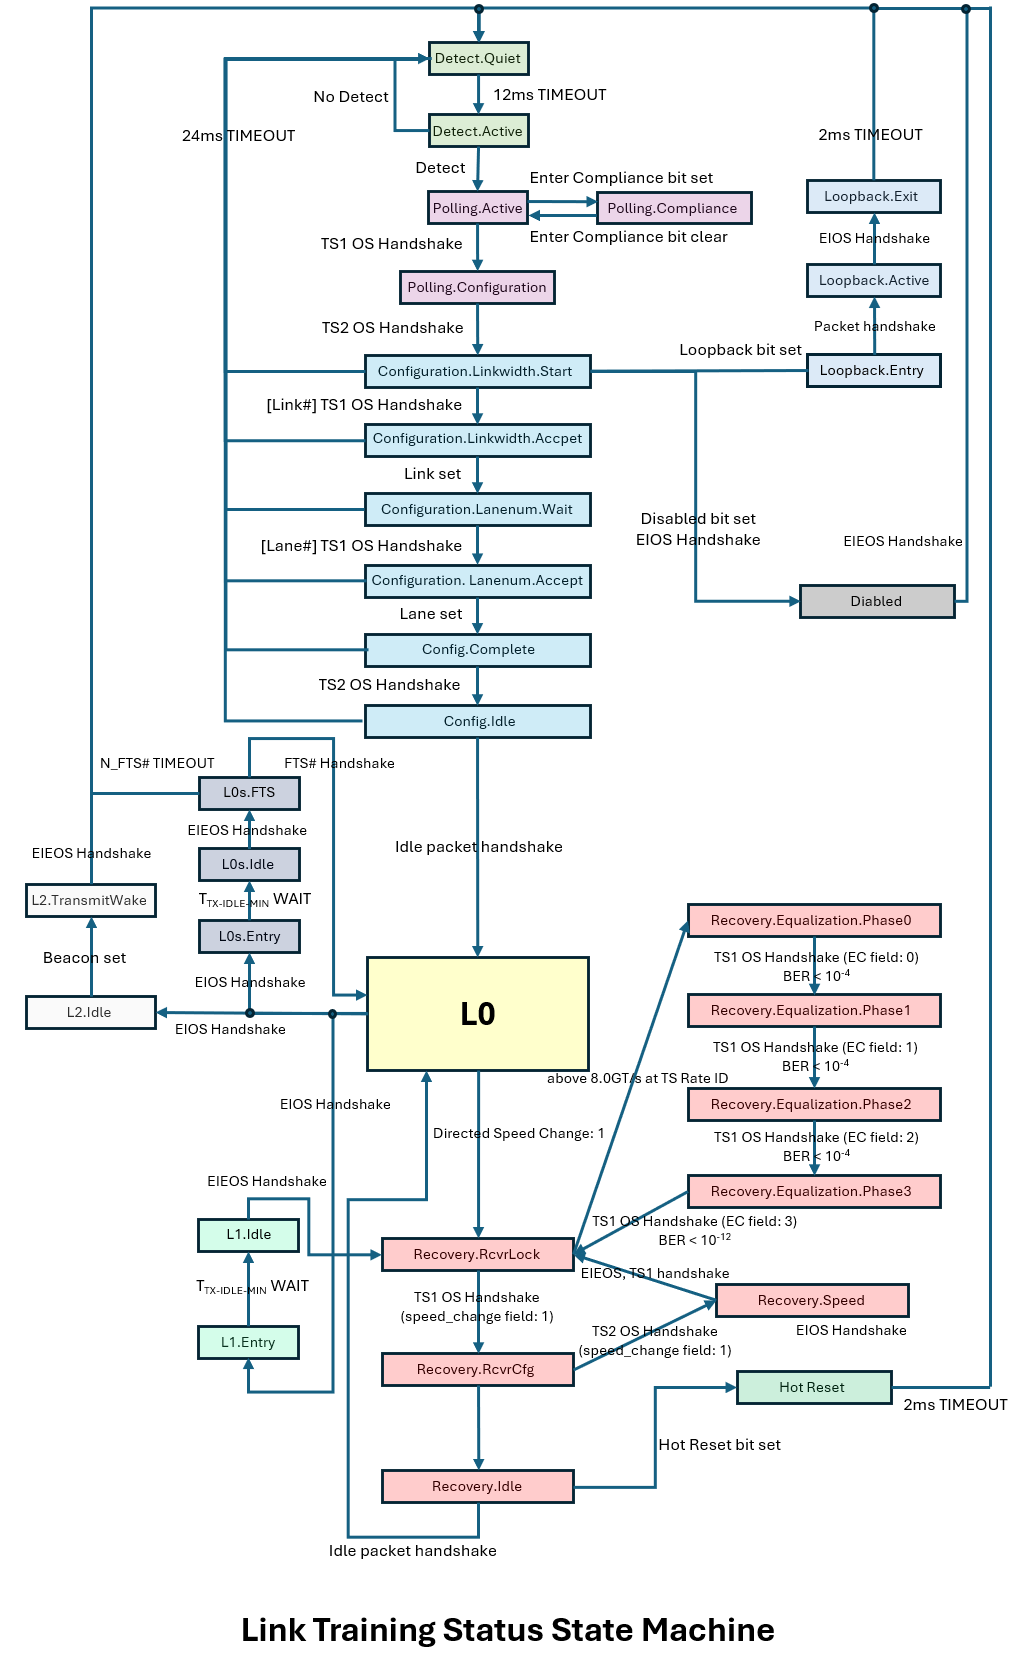 Detect.Quiet
12ms TIMEOUT
No Detect
Detect.Active
24ms TIMEOUT
2ms TIMEOUT
Detect
Enter Compliance bit set
Loopback.Exit
Polling.Active
Polling.Compliance
Enter Compliance bit clear
EIOS Handshake
TS1 OS Handshake
Loopback.Active
Polling.Configuration
TS2 OS Handshake
Packet handshake
Loopback bit set
Configuration.Linkwidth.Start
Loopback.Entry
[Link#] TS1 OS Handshake
Configuration.Linkwidth.Accpet
Link set
Configuration.Lanenum.Wait
Disabled bit set
EIOS Handshake
EIEOS Handshake
[Lane#] TS1 OS Handshake
Configuration. Lanenum.Accept
Diabled
Lane set
Config.Complete
TS2 OS Handshake
Config.Idle
N_FTS# TIMEOUT
FTS# Handshake
L0s.FTS
EIEOS Handshake
Idle packet handshake
EIEOS Handshake
L0s.Idle
L2.TransmitWake
TTX-IDLE-MIN WAIT
L0s.Entry
Recovery.Equalization.Phase0
Beacon set
TS1 OS Handshake (EC field: 0)
BER < 10-4
EIOS Handshake
L2.Idle
L0
Recovery.Equalization.Phase1
EIOS Handshake
TS1 OS Handshake (EC field: 1)
BER < 10-4
above 8.0GT/s at TS Rate ID
EIOS Handshake
Recovery.Equalization.Phase2
Directed Speed Change: 1
TS1 OS Handshake (EC field: 2)
BER < 10-4
EIEOS Handshake
Recovery.Equalization.Phase3
TS1 OS Handshake (EC field: 3)
BER < 10-12
L1.Idle
Recovery.RcvrLock
EIEOS, TS1 handshake
TTX-IDLE-MIN WAIT
TS1 OS Handshake
(speed_change field: 1)
Recovery.Speed
EIOS Handshake
TS2 OS Handshake
(speed_change field: 1)
L1.Entry
Recovery.RcvrCfg
Hot Reset
2ms TIMEOUT
Hot Reset bit set
Recovery.Idle
Idle packet handshake
Link Training Status State Machine